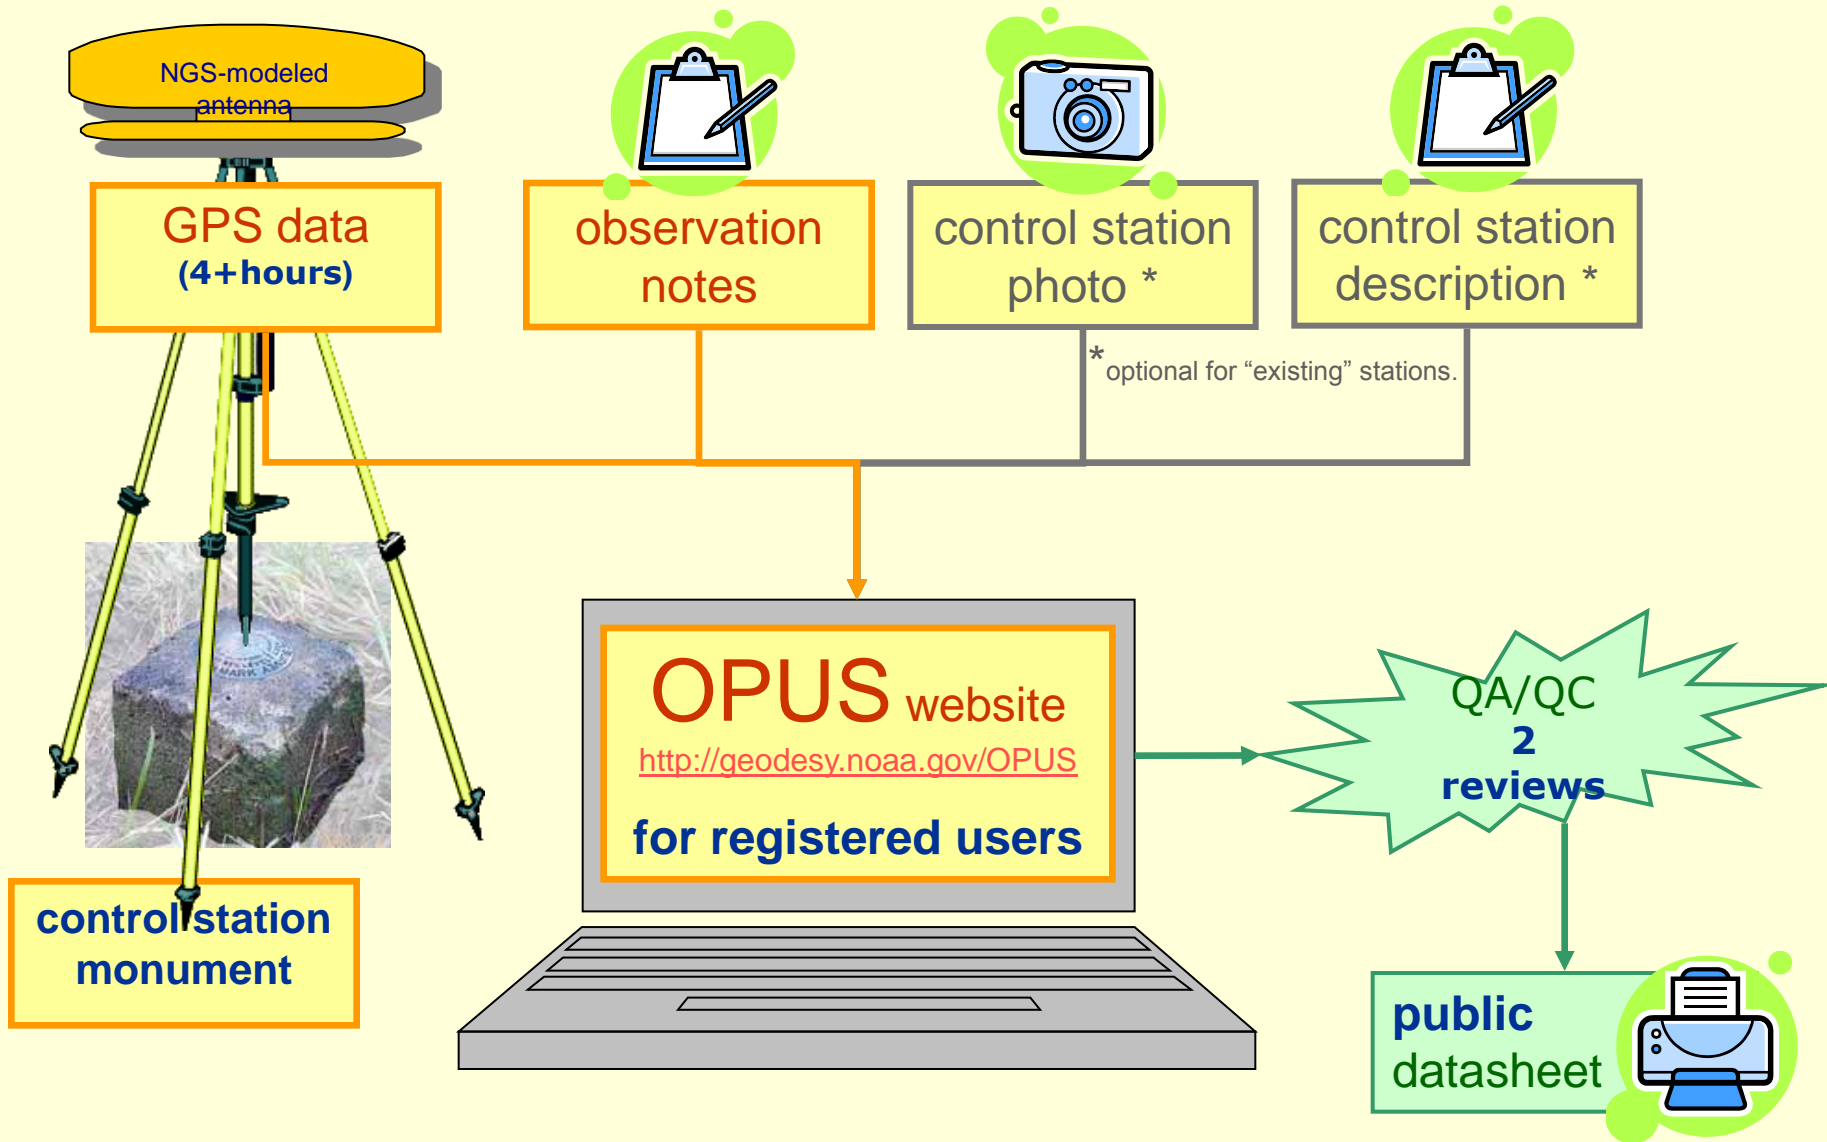 NGS-modeled
antenna
GPS data
(4+hours)
observation
notes
control station
photo *
control station
description *
*optional for “existing” stations.
MARK
OPUS website
http://geodesy.noaa.gov/OPUS
for registered users
QA/QC
2
reviews
control station
monument
public
datasheet